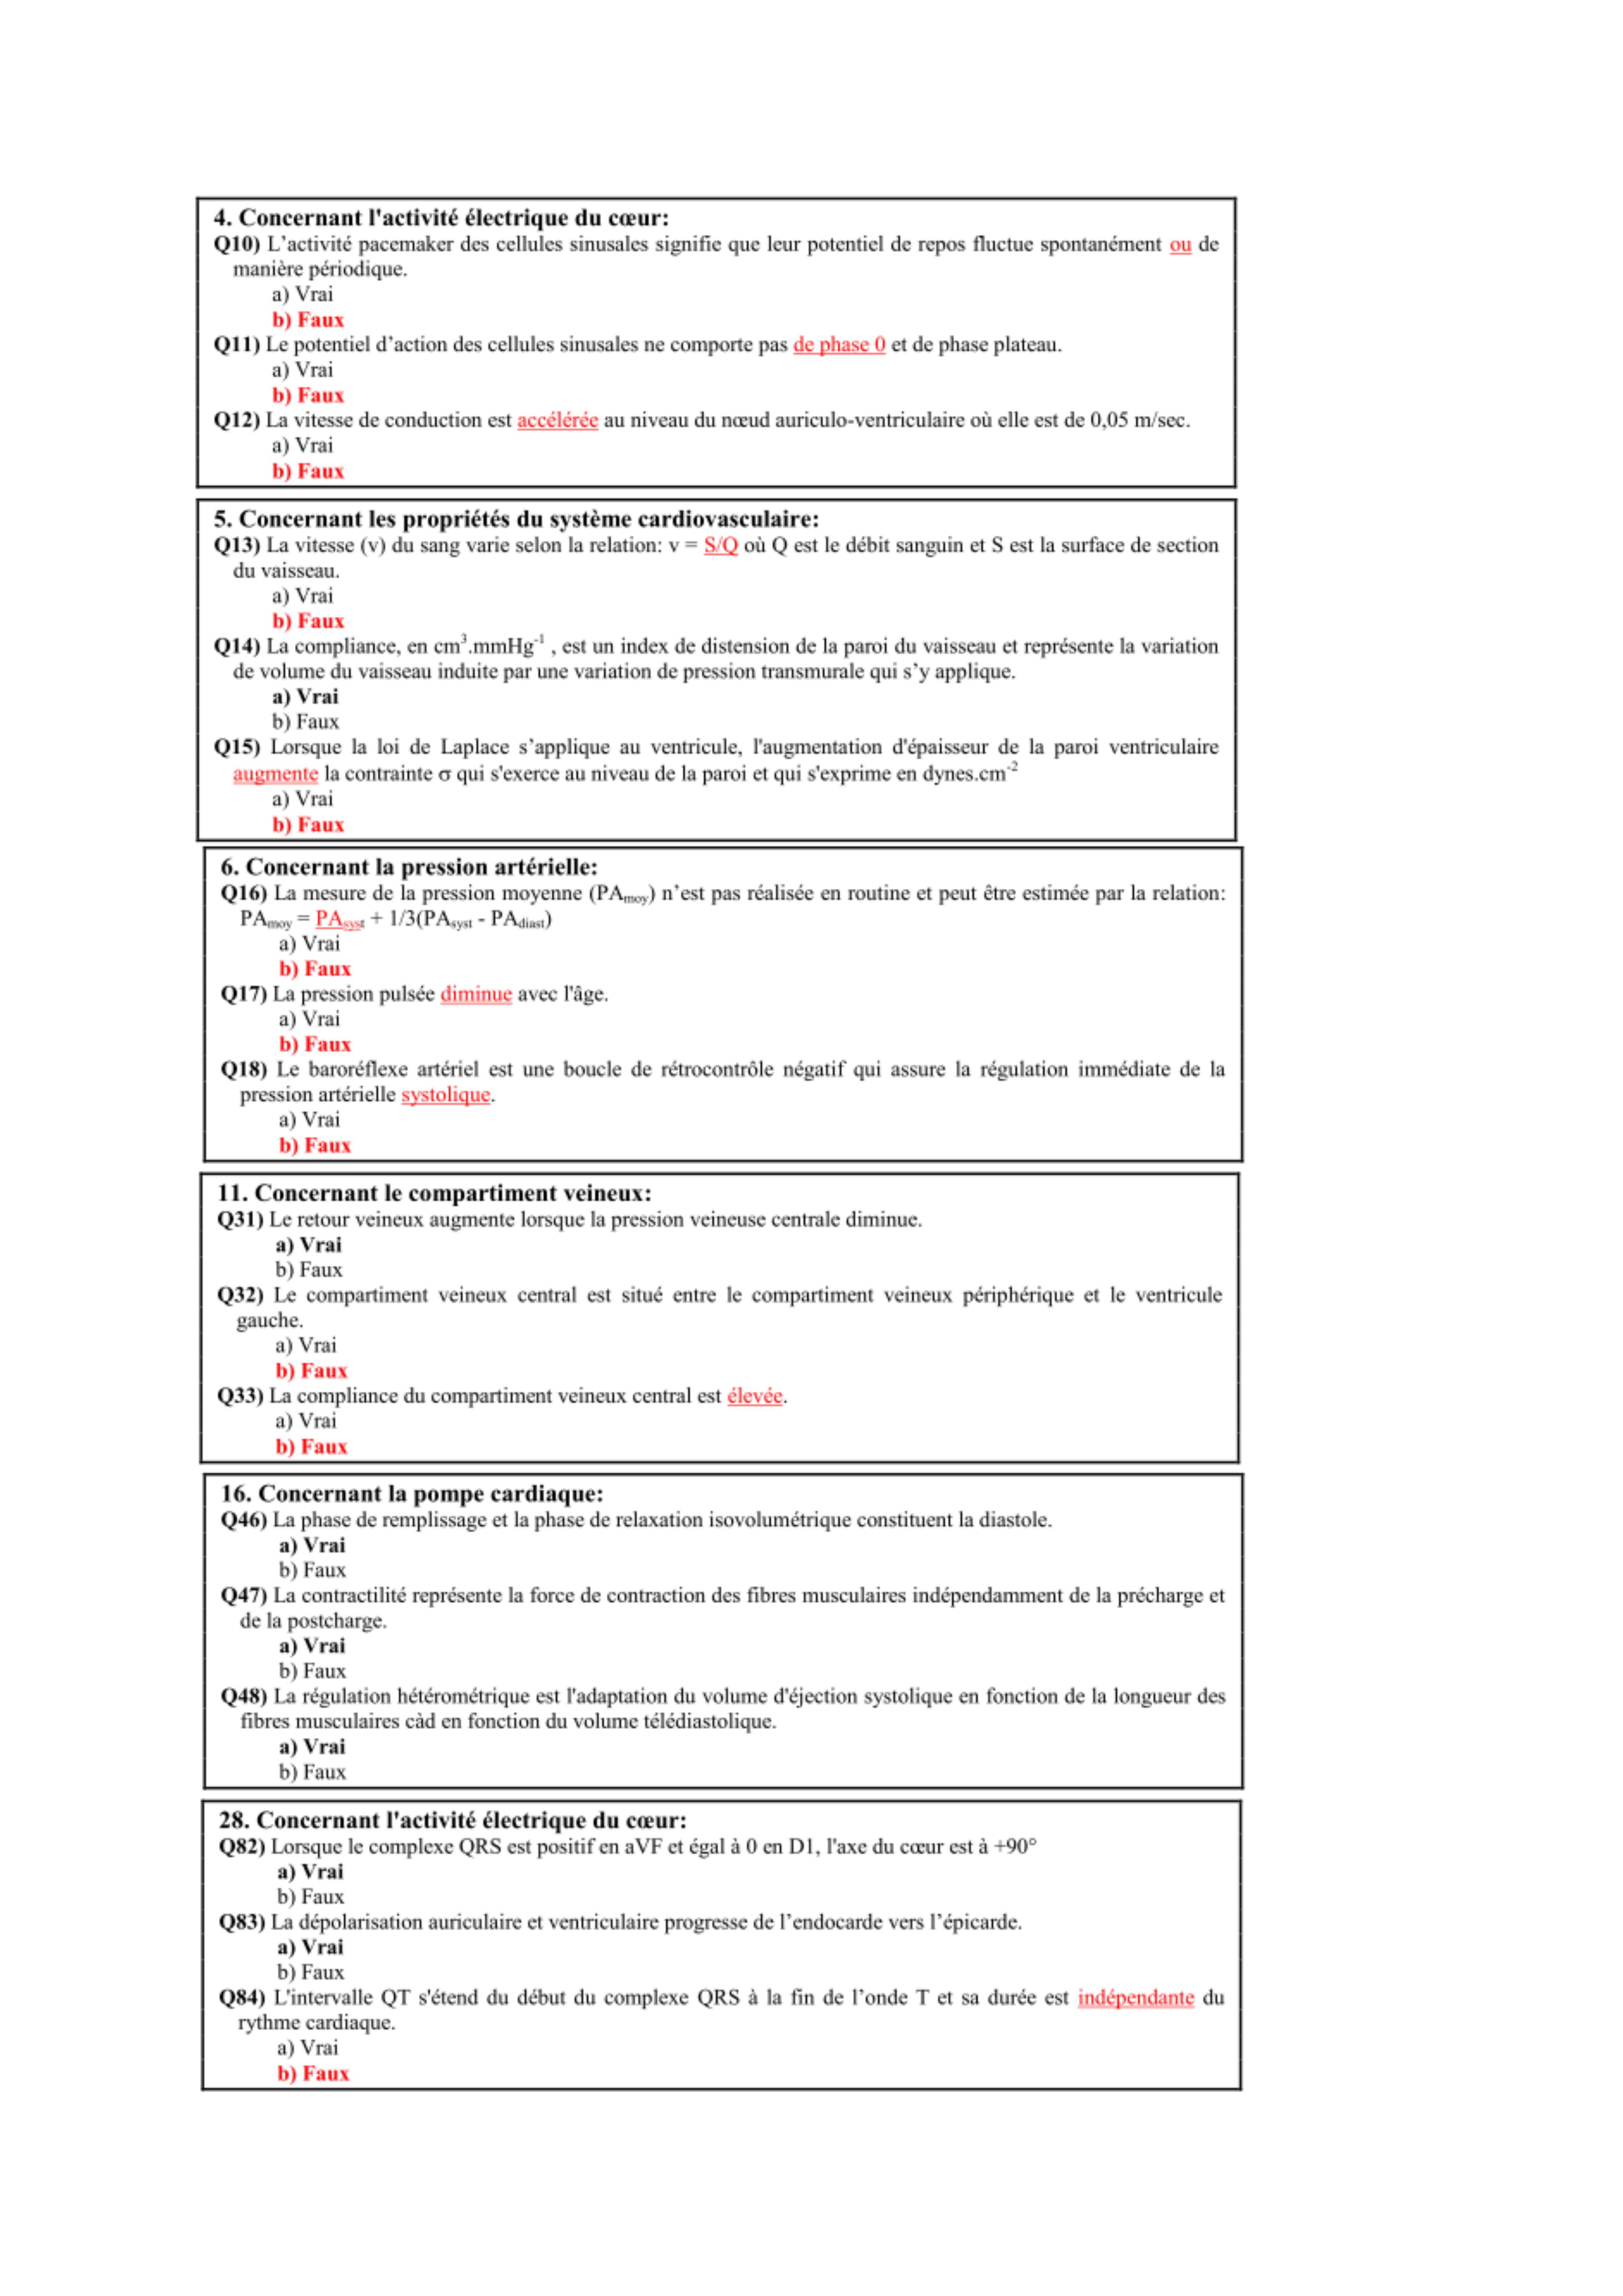 4. Concernant l'activité électrique du cœur:
Q10) L’activité pacemaker des cellules sinusales signifie que leur potentiel de repos fluctue spontanément ou de
manière périodique.
a) Vrai
b) Faux
Q11) Le potentiel d’action des cellules sinusales ne comporte pas de phase 0 et de phase plateau.
a) Vrai
b) Faux
Q12) La vitesse de conduction est accélérée au niveau du nœud auriculo-ventriculaire où elle est de 0,05 m/sec.
a) Vrai
b) Faux
5. Concernant les propriétés du système cardiovasculaire:
Q13) La vitesse (v) du sang varie selon la relation: v = S/Q où Q est le débit sanguin et S est la surface de section
du vaisseau.
a) Vrai
b) Faux
Q14) La compliance, en cm³.mmHg⁻¹ , est un index de distension de la paroi du vaisseau et représente la variation
de volume du vaisseau induite par une variation de pression transmurale qui s’y applique.
a) Vrai
b) Faux
Q15) Lorsque la loi de Laplace s’applique au ventricule, l'augmentation d'épaisseur de la paroi ventriculaire
augmente la contrainte σ qui s'exerce au niveau de la paroi et qui s'exprime en dynes.cm⁻²
a) Vrai
b) Faux
6. Concernant la pression artérielle:
Q16) La mesure de la pression moyenne (PAmoy) n’est pas réalisée en routine et peut être estimée par la relation:
PAmoy = PAsyst + 1/3(PAsyst - PAdiast)
a) Vrai
b) Faux
Q17) La pression pulsée diminue avec l'âge.
a) Vrai
b) Faux
Q18) Le baroréflexe artériel est une boucle de rétrocontrôle négatif qui assure la régulation immédiate de la
pression artérielle systolique.
a) Vrai
b) Faux
11. Concernant le compartiment veineux:
Q31) Le retour veineux augmente lorsque la pression veineuse centrale diminue.
a) Vrai
b) Faux
Q32) Le compartiment veineux central est situé entre le compartiment veineux périphérique et le ventricule
gauche.
a) Vrai
b) Faux
Q33) La compliance du compartiment veineux central est élevée.
a) Vrai
b) Faux
16. Concernant la pompe cardiaque:
Q46) La phase de remplissage et la phase de relaxation isovolumétrique constituent la diastole.
a) Vrai
b) Faux
Q47) La contractilité représente la force de contraction des fibres musculaires indépendamment de la précharge et
de la postcharge.
a) Vrai
b) Faux
Q48) La régulation hétérométrique est l'adaptation du volume d'éjection systolique en fonction de la longueur des
fibres musculaires càd en fonction du volume télédiastolique.
a) Vrai
b) Faux
28. Concernant l'activité électrique du cœur:
Q82) Lorsque le complexe QRS est positif en aVF et égal à 0 en D1, l'axe du cœur est à +90°
a) Vrai
b) Faux
Q83) La dépolarisation auriculaire et ventriculaire progresse de l’endocarde vers l’épicarde.
a) Vrai
b) Faux
Q84) L'intervalle QT s'étend du début du complexe QRS à la fin de l’onde T et sa durée est indépendante du
rythme cardiaque.
a) Vrai
b) Faux